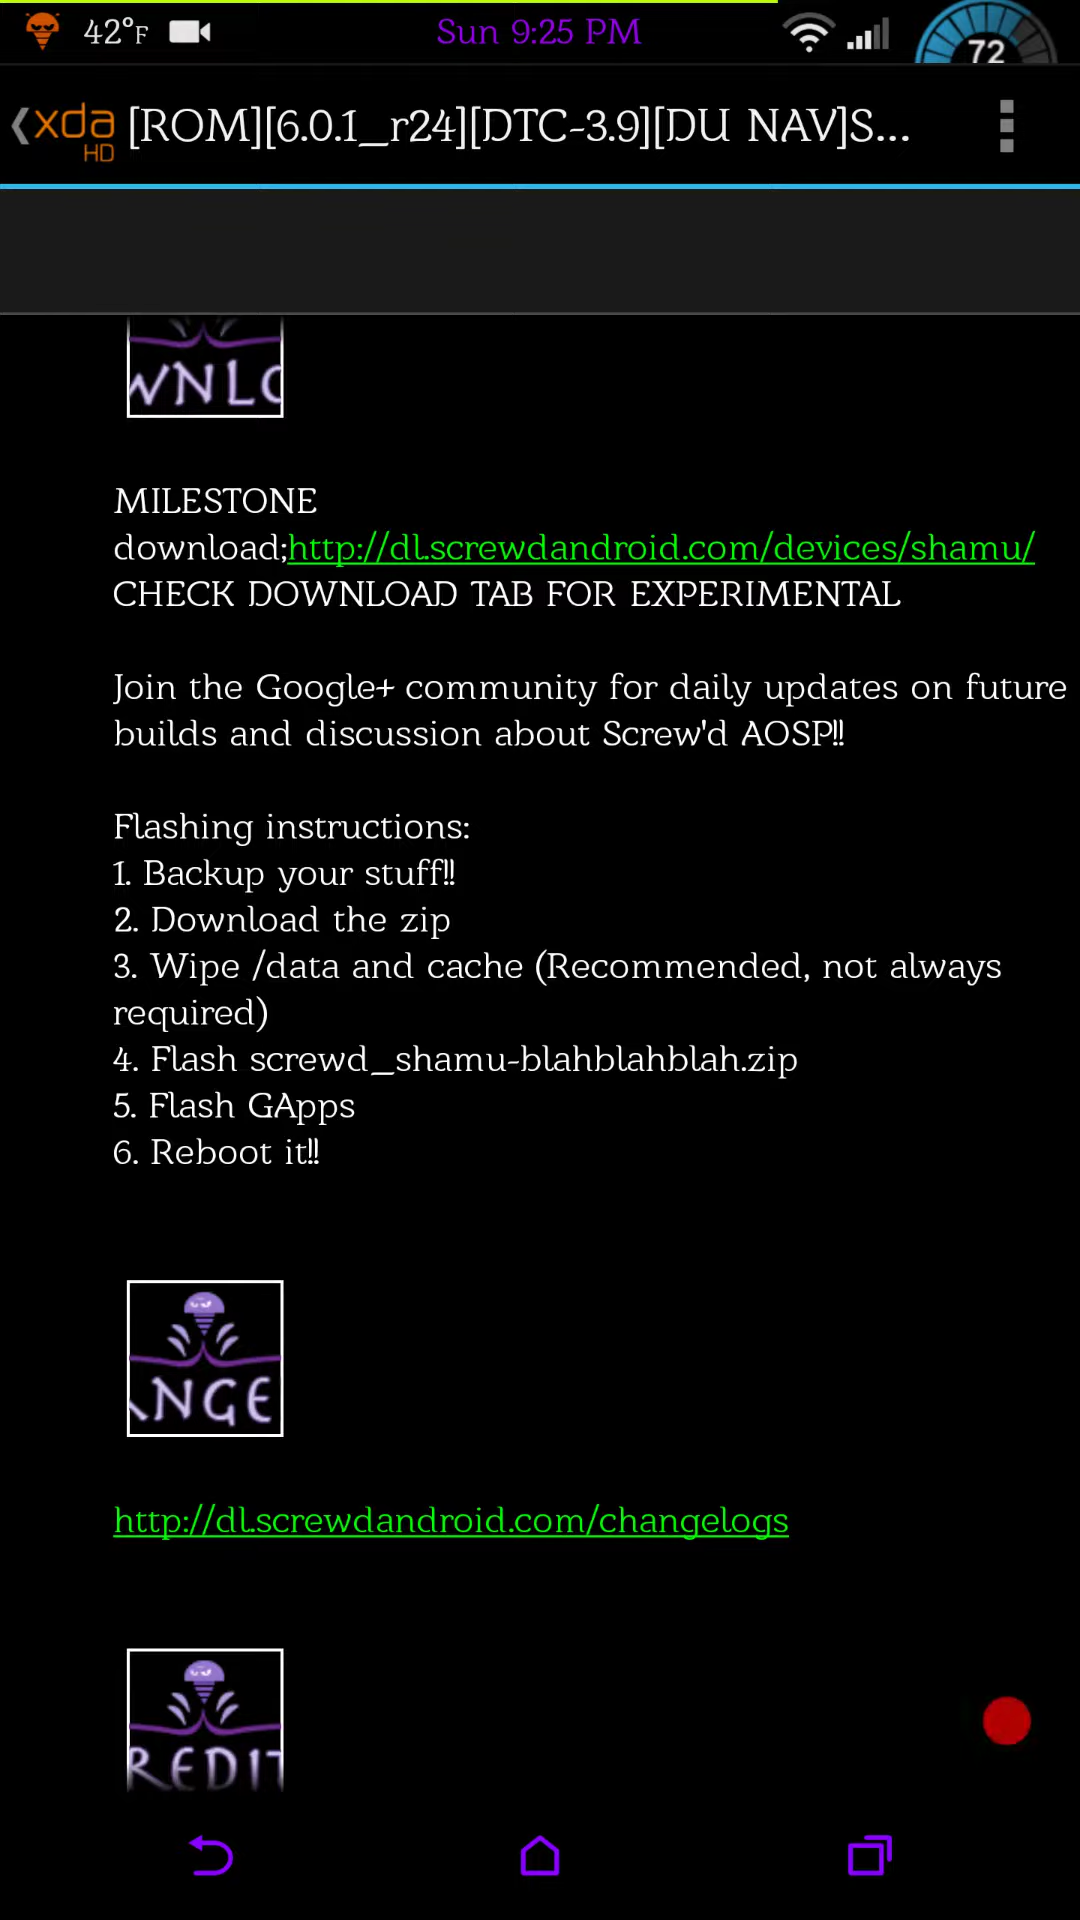 42°F Sun 9:25 PM 72
xda HD [ROM][6.0.1_r24][DTC-3.9][DU NAV]S...
WNLO
MILESTONE
download;http://dl.screwdandroid.com/devices/shamu/
CHECK DOWNLOAD TAB FOR EXPERIMENTAL
Join the Google+ community for daily updates on future
builds and discussion about Screw'd AOSP!!
Flashing instructions:
1. Backup your stuff!!
2. Download the zip
3. Wipe /data and cache (Recommended, not always
required)
4. Flash screwd_shamu-blahblahblah.zip
5. Flash GApps
6. Reboot it!!
ANGE
http://dl.screwdandroid.com/changelogs
REDIT